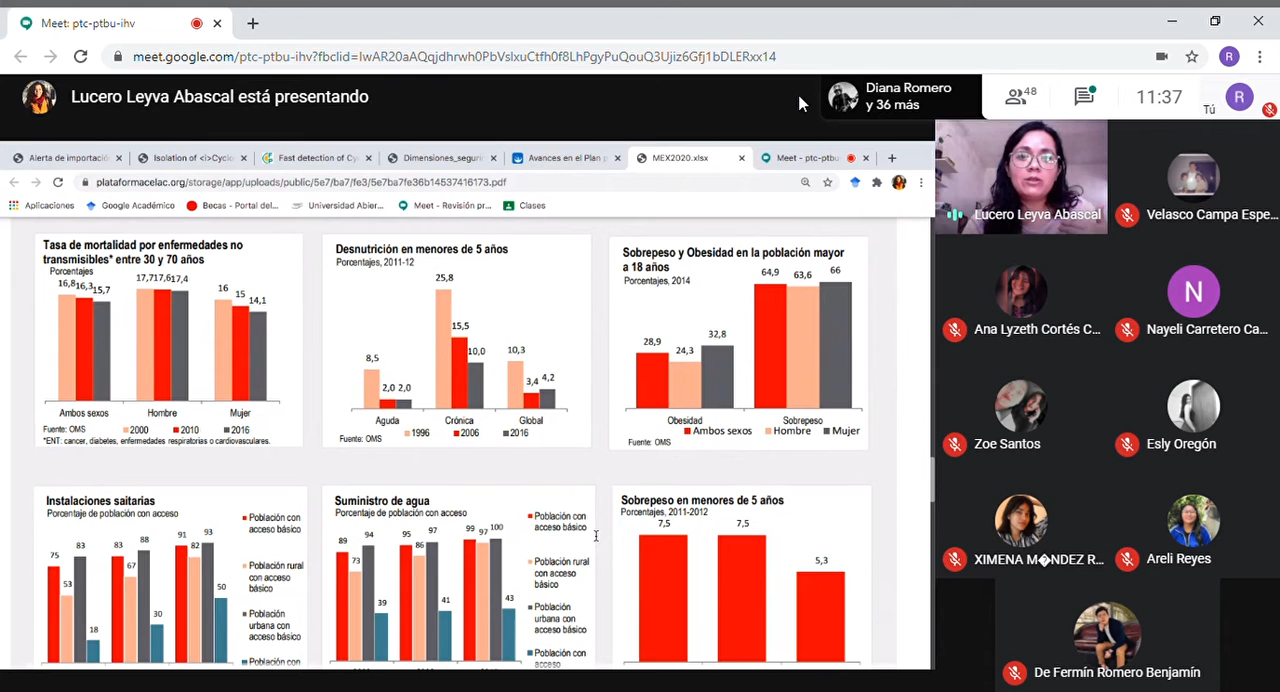 Meet: ptc-ptbu-ihv
meet.google.com/ptc-ptbu-ihv?fbclid=IwAR20aAQqjdhrwh0PbVslxuCtfh0f8LhPgyPuQouQ3Ujiz6Gfj1bDLERxx14
R
Lucero Leyva Abascal está presentando
Diana Romero
y 36 más
48
11:37
Tú
R
Alerta de importació
Isolation of <i>Cyclo
Fast detection of Cy
Dimensiones_seguri
Avances en el Plan p
MEX2020.xlsx
Meet - ptc-ptbu
plataformacelac.org/storage/app/uploads/public/5e7/ba7/fe3/5e7ba7fe36b14537416173.pdf
Aplicaciones
Google Académico
Becas - Portal del...
Universidad Abier...
Meet - Revisión pr...
Clases
Tasa de mortalidad por enfermedades no
transmisibles* entre 30 y 70 años
Porcentajes
16,8 16,3 15,7
17,7 17,6 17,4
16 15 14,1
Ambos sexos Hombre Mujer
Fuente: OMS
2000 2010 2016
*ENT: cancer, diabetes, enfermedades respiratorias o cardiovasculares.
Desnutrición en menores de 5 años
Porcentajes, 2011-12
8,5 2,0 2,0
25,8 15,5 10,0
10,3 3,4 4,2
Aguda Crónica Global
Fuente: OMS
1996 2006 2016
Sobrepeso y Obesidad en la población mayor
a 18 años
Porcentajes, 2014
28,9 24,3 32,8
64,9 63,6 66
Obesidad Sobrepeso
Ambos sexos Hombre Mujer
Fuente: OMS
Instalaciones saitarias
Porcentaje de población con acceso
75 53 83 18
83 67 88 30
91 82 93 50
Población con
acceso básico
Población rural
con acceso
básico
Población
urbana con
acceso básico
Población con
Suministro de agua
Porcentaje de población con acceso
89 73 94 39
95 86 97 41
99 97 100 43
Población con
acceso básico
Población rural
con acceso
básico
Población
urbana con
acceso básico
Población con
acceso
Sobrepeso en menores de 5 años
Porcentajes, 2011-2012
7,5 7,5 5,3
Lucero Leyva Abascal
Velasco Campa Espe...
Ana Lyzeth Cortés C...
N
Nayeli Carretero Ca...
Zoe Santos
Esly Oregón
XIMENA M�NDEZ R...
Areli Reyes
De Fermín Romero Benjamín